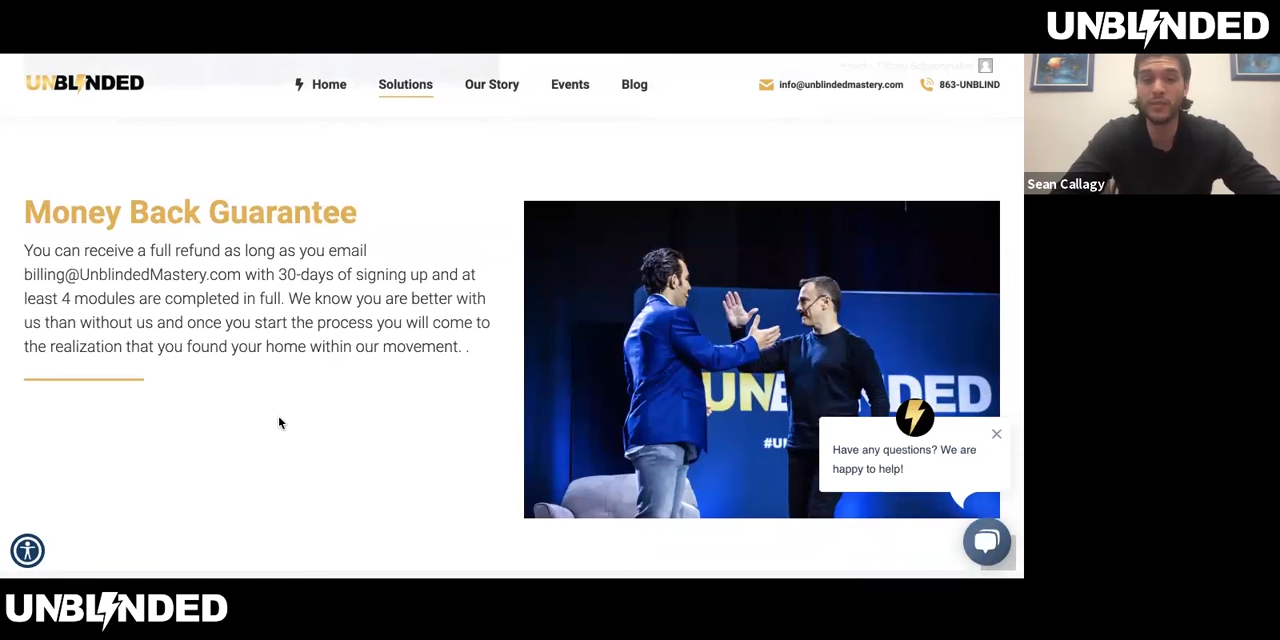 UNBLINDED
UNBLINDED
Home
Solutions
Our Story
Events
Blog
info@unblindedmastery.com
863-UNBLIND
Sean Callagy
Money Back Guarantee
You can receive a full refund as long as you email
billing@UnblindedMastery.com with 30-days of signing up and at
least 4 modules are completed in full. We know you are better with
us than without us and once you start the process you will come to
the realization that you found your home within our movement. .
UNBLINDED
Have any questions? We are
happy to help!
UNBLINDED